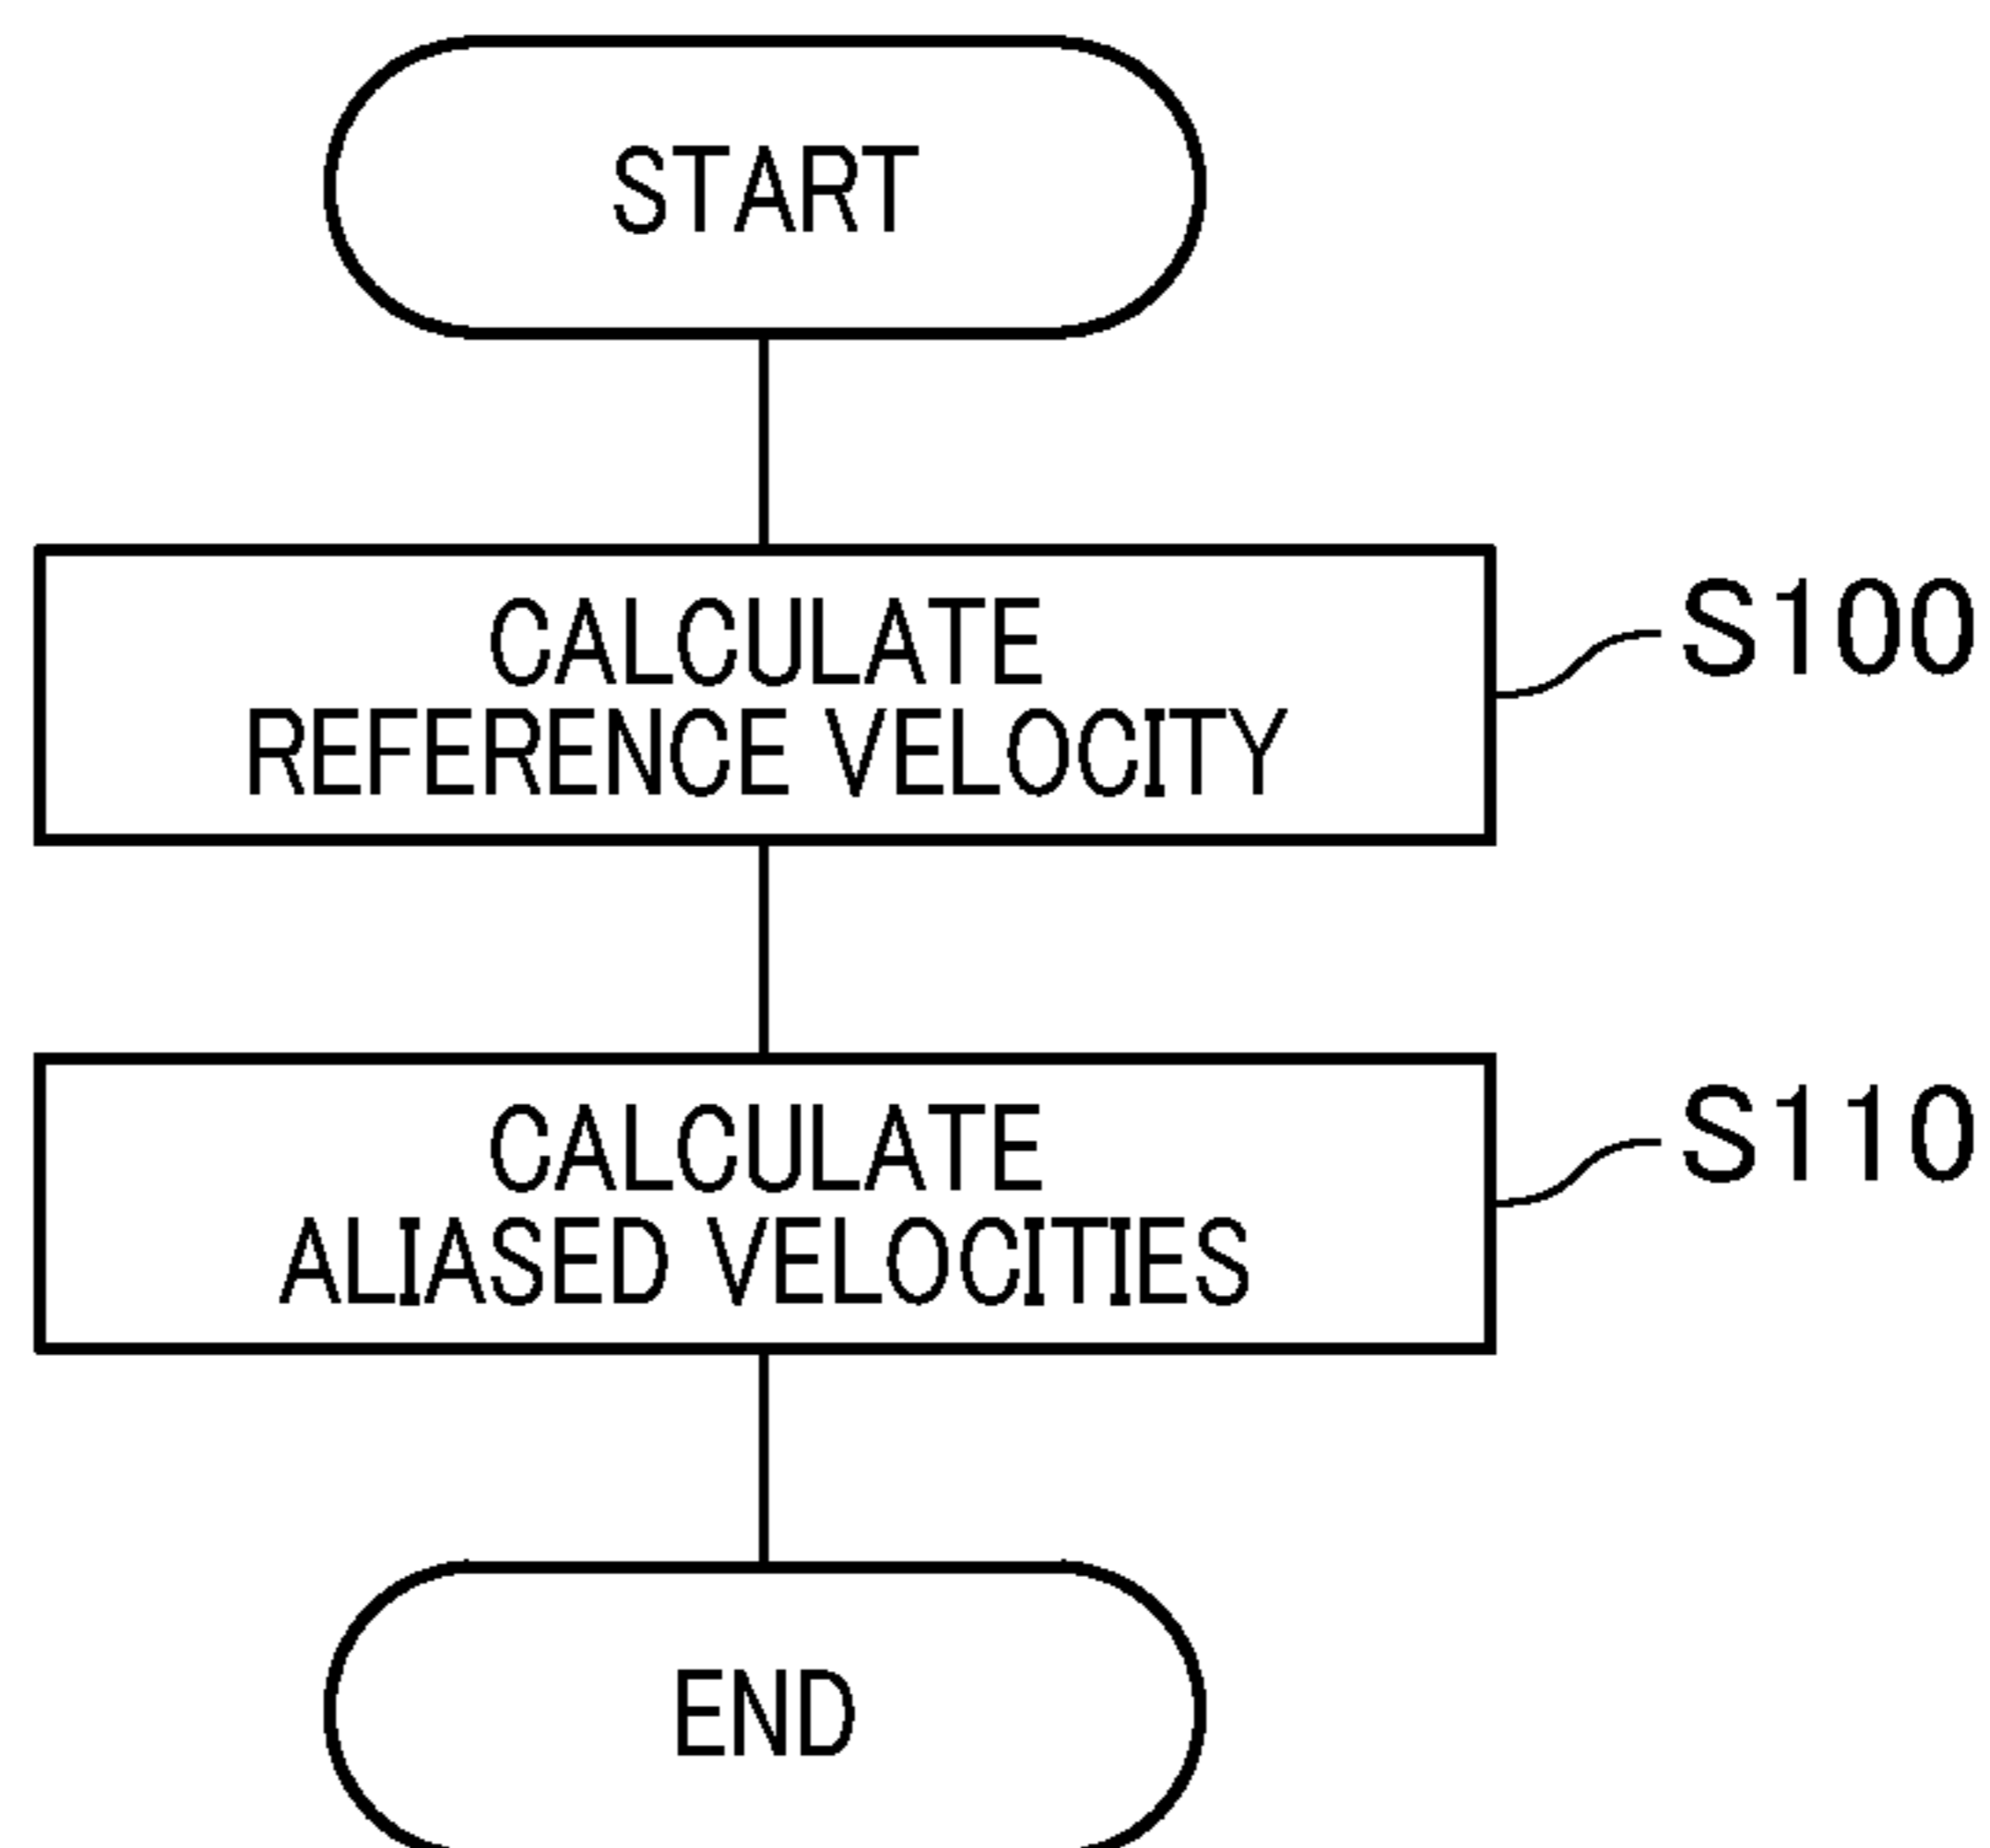 START
CALCULATE
REFERENCE VELOCITY
S100
CALCULATE
ALIASED VELOCITIES
S110
END